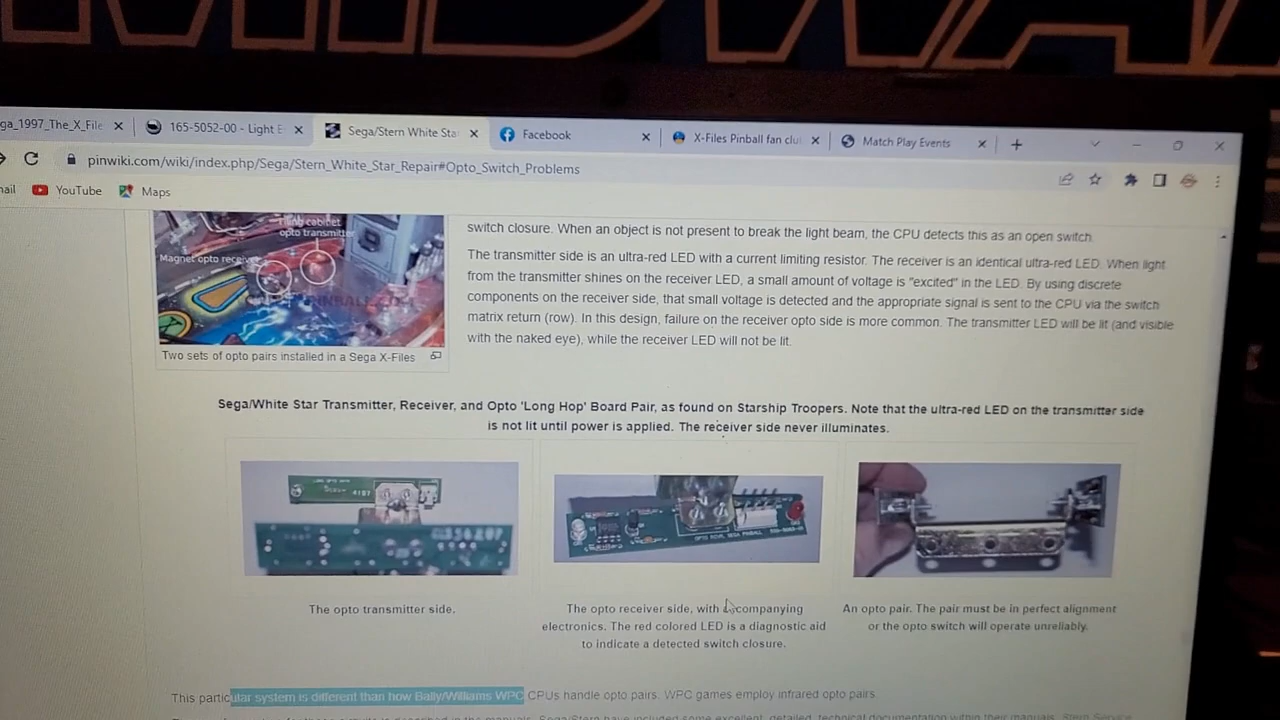 MIDWA
ga_1997_The_X_File
165-5052-00 - Light E
Sega/Stern White Sta
Facebook
X-Files Pinball fan clu
Match Play Events
pinwiki.com/wiki/index.php/Sega/Stern_White_Star_Repair#Opto_Switch_Problems
mail
YouTube
Maps
filing cabinet
opto transmitter
Magnet opto receiver
Two sets of opto pairs installed in a Sega X-Files
switch closure. When an object is not present to break the light beam, the CPU detects this as an open switch.
The transmitter side is an ultra-red LED with a current limiting resistor. The receiver is an identical ultra-red LED. When light
from the transmitter shines on the receiver LED, a small amount of voltage is "excited" in the LED. By using discrete
components on the receiver side, that small voltage is detected and the appropriate signal is sent to the CPU via the switch
matrix return (row). In this design, failure on the receiver opto side is more common. The transmitter LED will be lit (and visible
with the naked eye), while the receiver LED will not be lit.
Sega/White Star Transmitter, Receiver, and Opto 'Long Hop' Board Pair, as found on Starship Troopers. Note that the ultra-red LED on the transmitter side
is not lit until power is applied. The receiver side never illuminates.
4197
OPTO RCVR SEGA PINBALL
The opto transmitter side.
The opto receiver side, with accompanying
electronics. The red colored LED is a diagnostic aid
to indicate a detected switch closure.
An opto pair. The pair must be in perfect alignment
or the opto switch will operate unreliably.
This particular system is different than how Bally/Williams WPC CPUs handle opto pairs. WPC games employ infrared opto pairs.